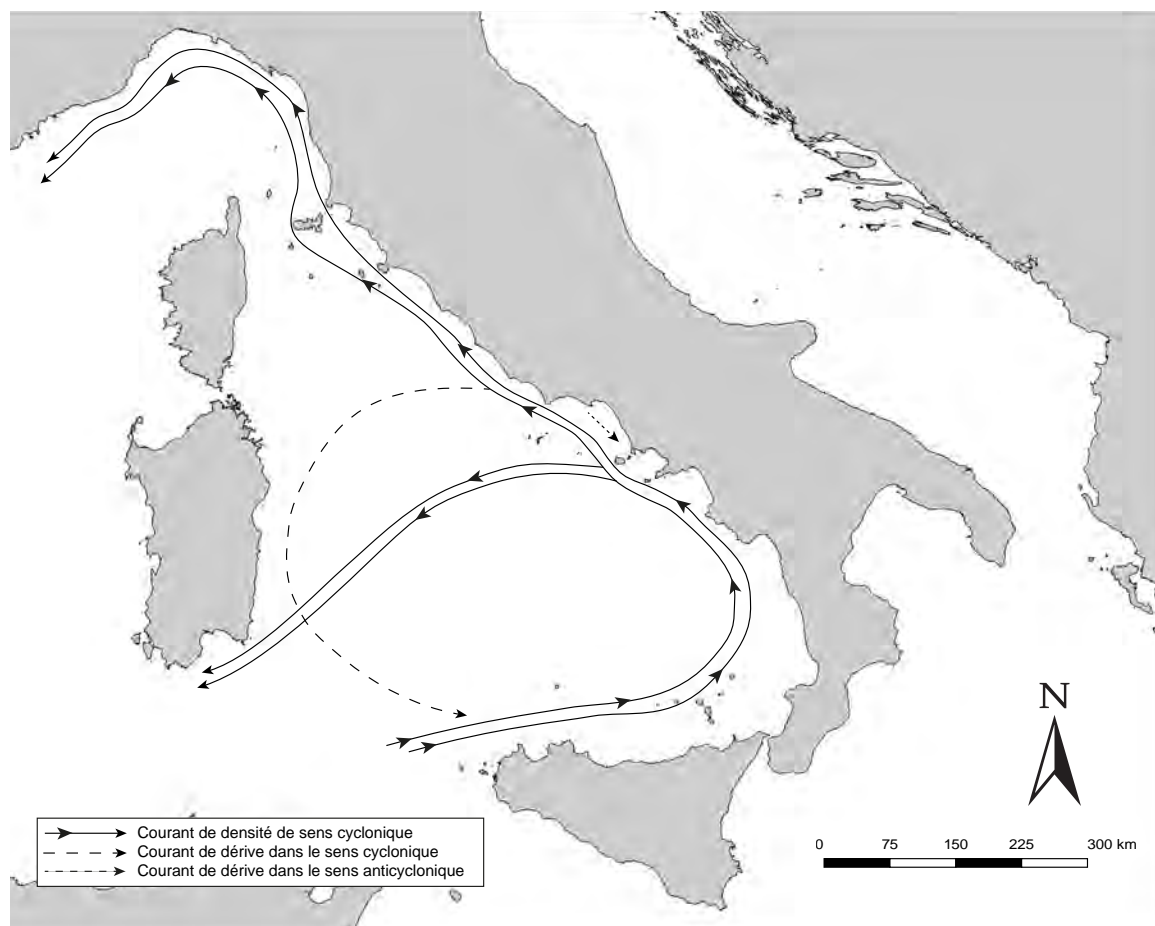 N
Courant de densité de sens cyclonique
Courant de dérive dans le sens cyclonique
Courant de dérive dans le sens anticyclonique
0 75 150 225 300 km